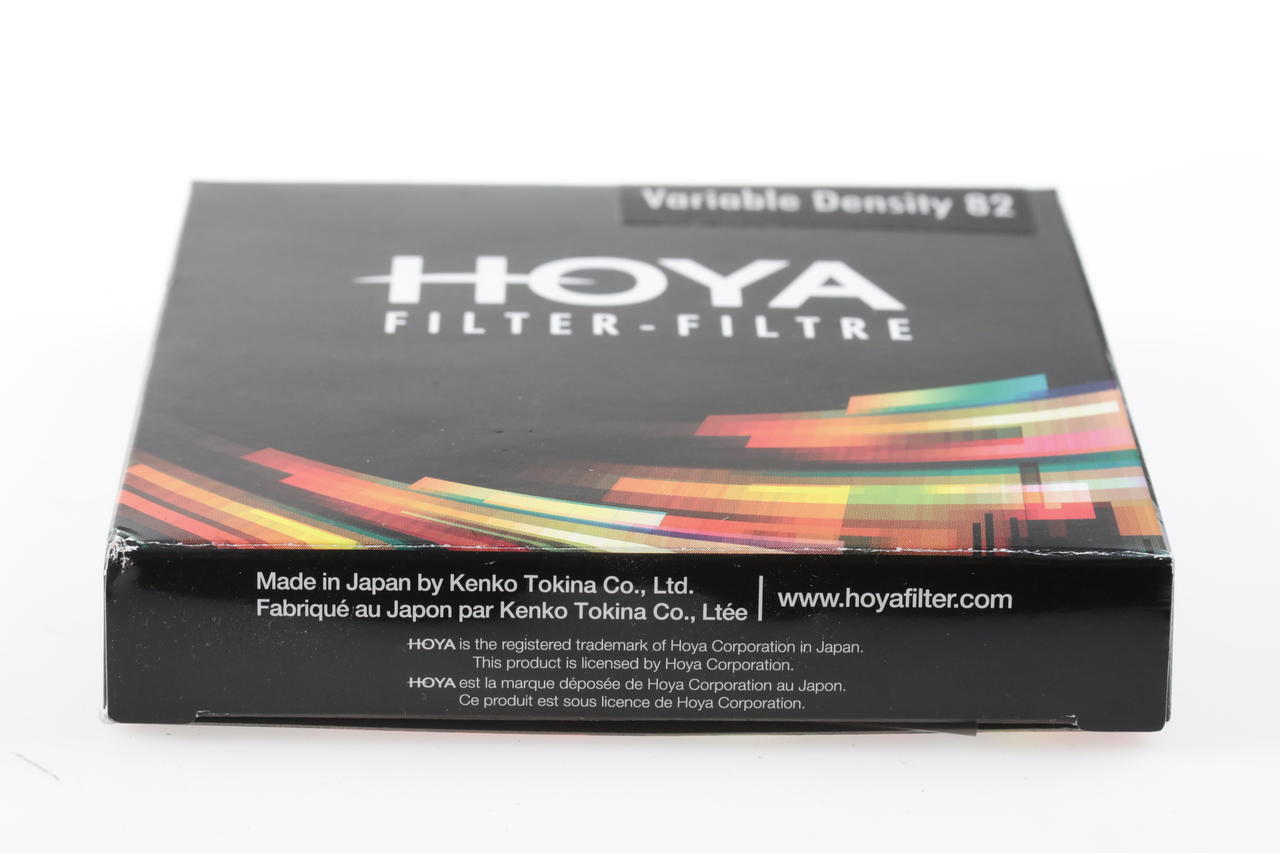 Variable Density 82
HOYA
FILTER-FILTRE
Made in Japan by Kenko Tokina Co., Ltd.
Fabriqué au Japon par Kenko Tokina Co., Ltée
www.hoyafilter.com
HOYA is the registered trademark of Hoya Corporation in Japan.
This product is licensed by Hoya Corporation.
HOYA est la marque déposée de Hoya Corporation au Japon.
Ce produit est sous licence de Hoya Corporation.